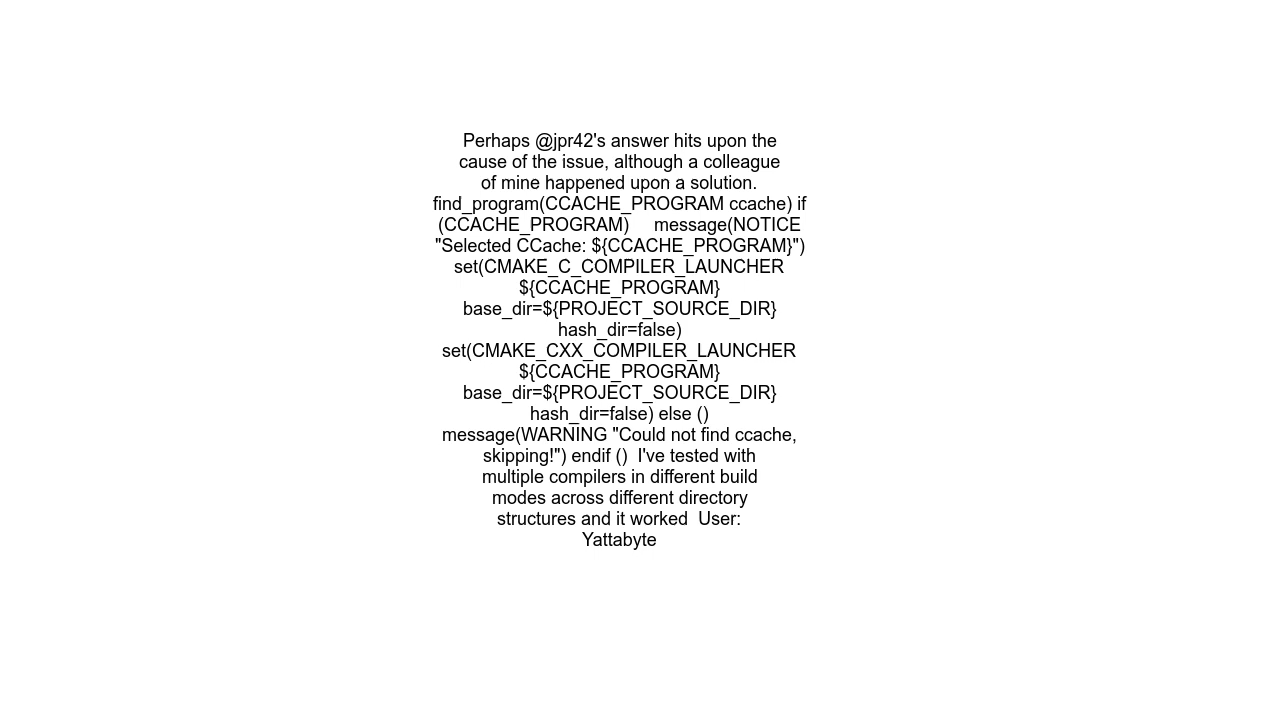 Perhaps @jpr42's answer hits upon the
cause of the issue, although a colleague
of mine happened upon a solution.
find_program(CCACHE_PROGRAM ccache) if
(CCACHE_PROGRAM)     message(NOTICE
"Selected CCache: ${CCACHE_PROGRAM}")
set(CMAKE_C_COMPILER_LAUNCHER
${CCACHE_PROGRAM}
base_dir=${PROJECT_SOURCE_DIR}
hash_dir=false)
set(CMAKE_CXX_COMPILER_LAUNCHER
${CCACHE_PROGRAM}
base_dir=${PROJECT_SOURCE_DIR}
hash_dir=false) else ()
message(WARNING "Could not find ccache,
skipping!") endif ()  I've tested with
multiple compilers in different build
modes across different directory
structures and it worked  User:
Yattabyte